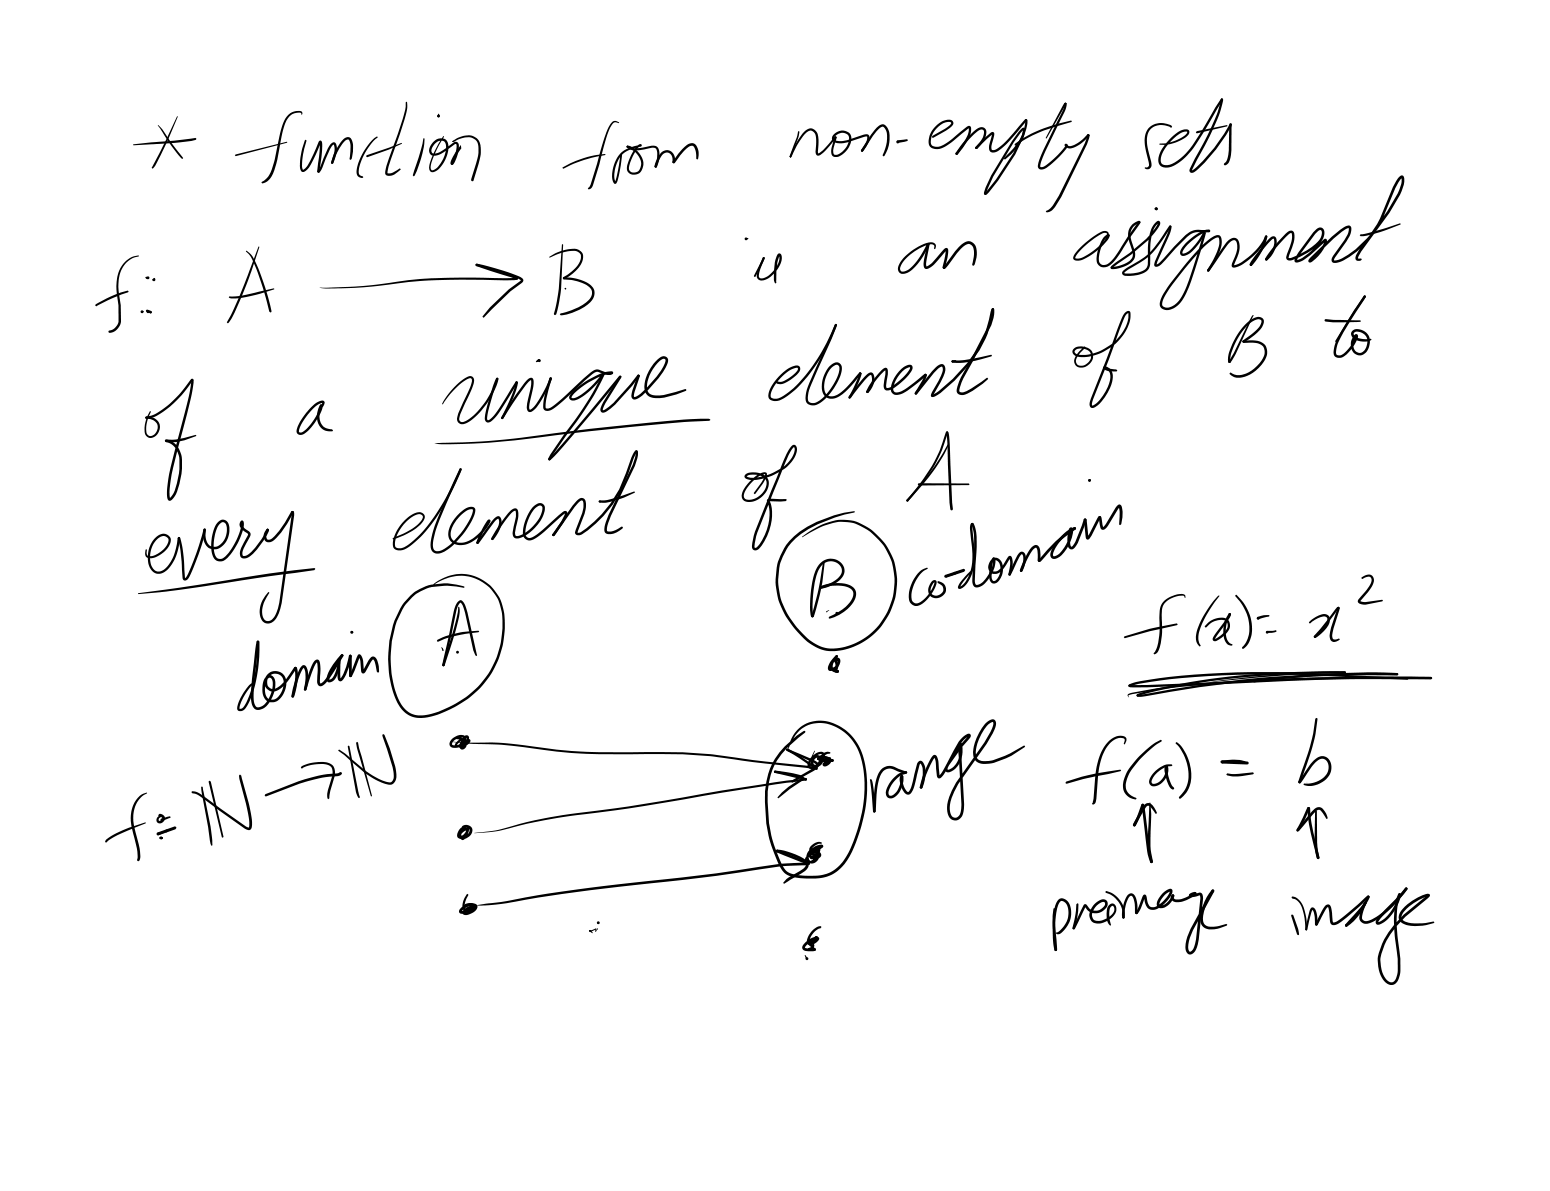 * function from non-empty sets
f: A → B is an assignment
of a unique element of B to
every element of A
domain A
B co-domain
f(x) = x²
f: ℕ → ℕ
range
f(a) = b
↑ ↑
preimage image